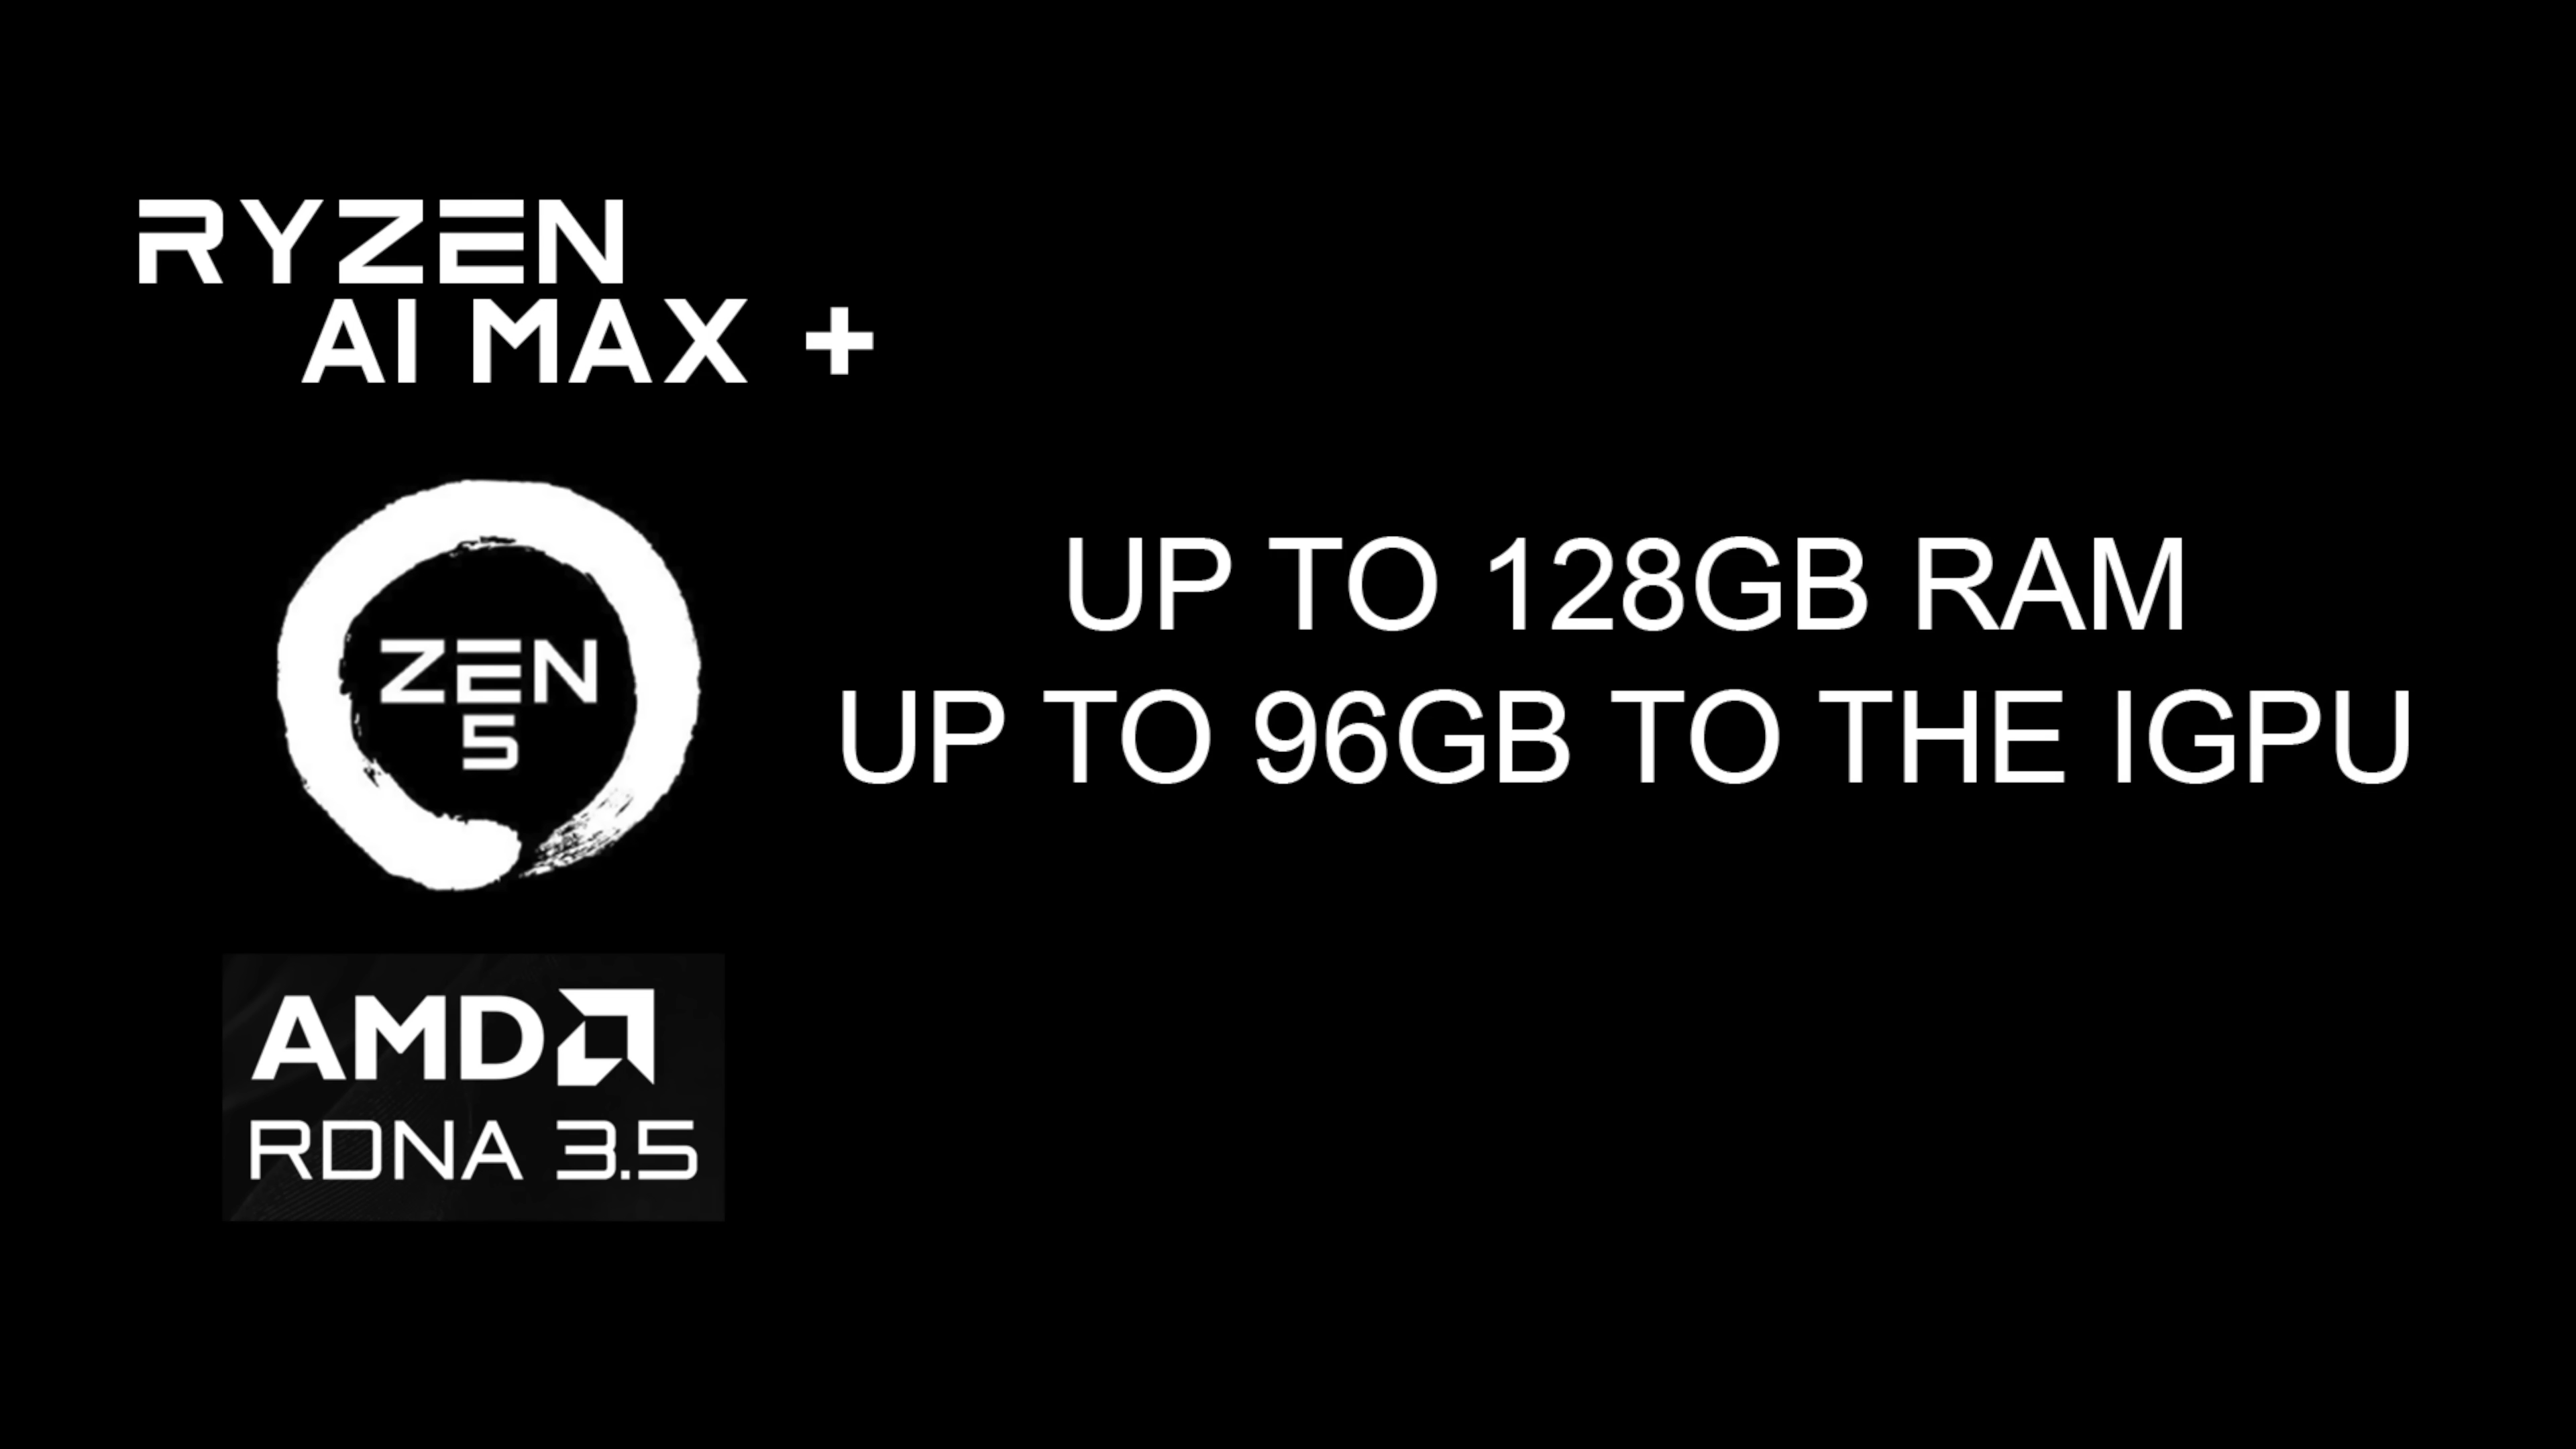 RYZEN
AI MAX +
ZEN
5
UP TO 128GB RAM
UP TO 96GB TO THE IGPU
AMD
RDNA 3.5